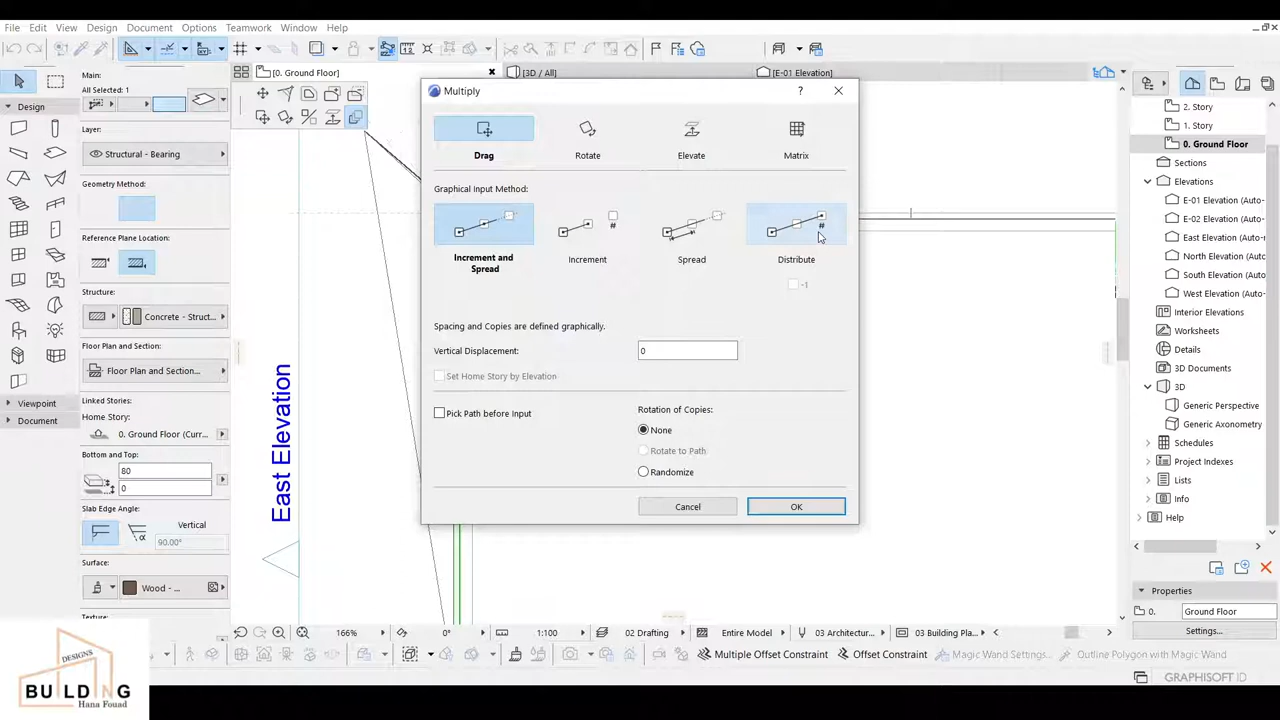 File Edit View Design Document Options Teamwork Window Help
[0. Ground Floor]
[3D / All]
[E-01 Elevation]
Main:
All Selected: 1
Design
Layer:
Structural - Bearing
Geometry Method:
Reference Plane Location:
Structure:
Concrete - Struct...
Floor Plan and Section:
Floor Plan and Section...
Viewpoint
Document
Linked Stories:
Home Story:
0. Ground Floor (Curr...
Bottom and Top:
80
0
Slab Edge Angle:
Vertical
90.00°
Surface:
Wood - ...
Texture:
East Elevation
Multiply
?
Drag
Rotate
Elevate
Matrix
Graphical Input Method:
#
#
Increment and
Spread
Increment
Spread
Distribute
-1
Spacing and Copies are defined graphically.
Vertical Displacement:
0
Set Home Story by Elevation
Pick Path before Input
Rotation of Copies:
None
Rotate to Path
Randomize
Cancel
OK
2. Story
1. Story
0. Ground Floor
Sections
Elevations
E-01 Elevation (Auto-
E-02 Elevation (Auto-
East Elevation (Auto-r
North Elevation (Auto-
South Elevation (Auto-
West Elevation (Auto-
Interior Elevations
Worksheets
Details
3D Documents
3D
Generic Perspective
Generic Axonometry
Schedules
Project Indexes
Lists
Info
Help
Properties
0.
Ground Floor
Settings...
166%
0°
1:100
02 Drafting
Entire Model
03 Architectur...
03 Building Pla...
Multiple Offset Constraint
Offset Constraint
Magic Wand Settings...
Outline Polygon with Magic Wand
GRAPHISOFT ID
DESIGNS
BUILDING
Hana Fouad